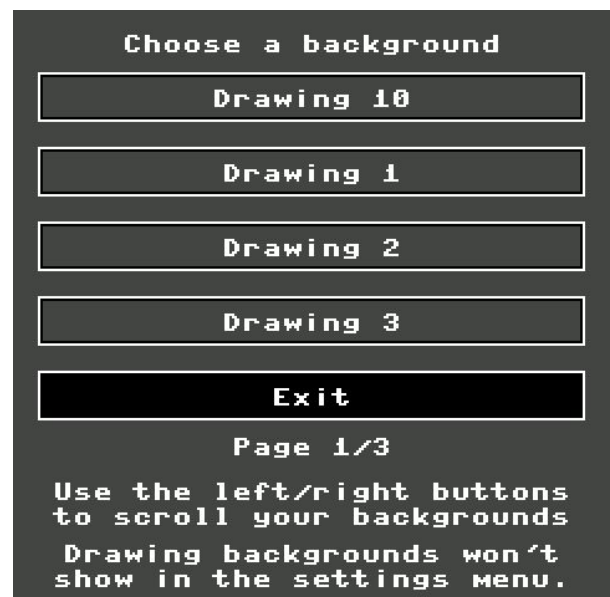 Choose a background
Drawing 10
Drawing 1
Drawing 2
Drawing 3
Exit
Page 1/3
Use the left/right buttons
to scroll your backgrounds
Drawing backgrounds won't
show in the settings menu.